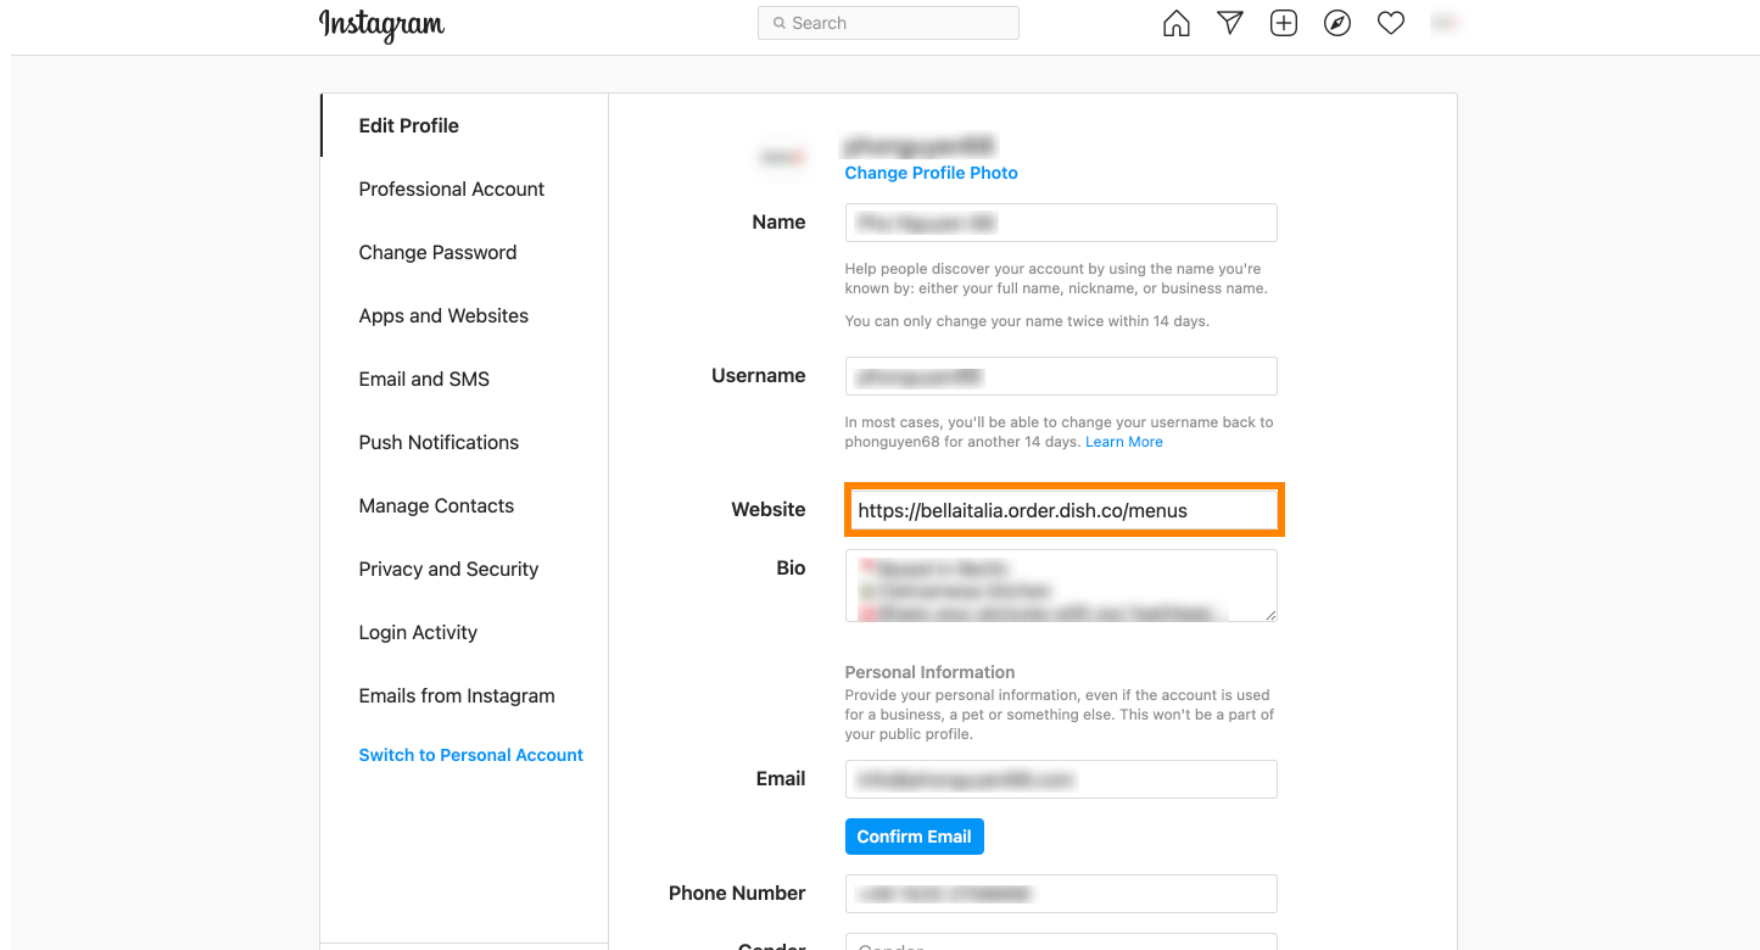 Instagram
Search
Edit Profile
Professional Account
Change Password
Apps and Websites
Email and SMS
Push Notifications
Manage Contacts
Privacy and Security
Login Activity
Emails from Instagram
Switch to Personal Account
Change Profile Photo
Name
Help people discover your account by using the name you're
known by: either your full name, nickname, or business name.
You can only change your name twice within 14 days.
Username
In most cases, you'll be able to change your username back to
phonguyen68 for another 14 days. Learn More
Website https://bellaitalia.order.dish.co/menus
Bio
Personal Information
Provide your personal information, even if the account is used
for a business, a pet or something else. This won't be a part of
your public profile.
Email
Confirm Email
Phone Number
Gender Gender